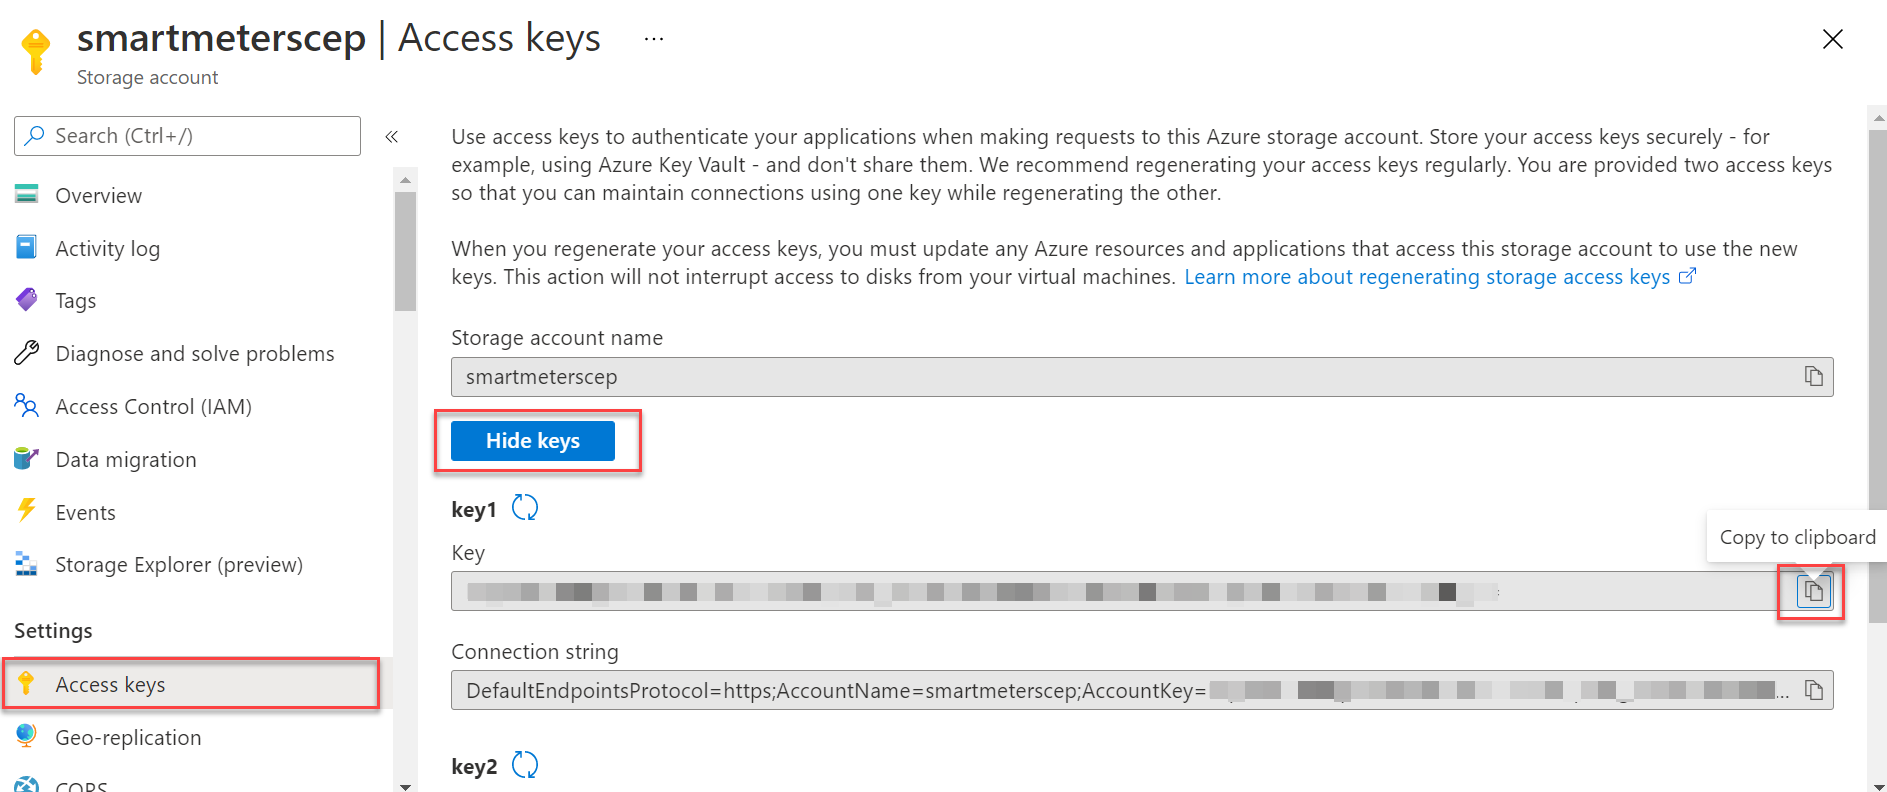 smartmeterscep | Access keys ...
Storage account
Search (Ctrl+/)
«
Overview
Activity log
Tags
Diagnose and solve problems
Access Control (IAM)
Data migration
Events
Storage Explorer (preview)
Settings
Access keys
Geo-replication
CORS
Use access keys to authenticate your applications when making requests to this Azure storage account. Store your access keys securely - for
example, using Azure Key Vault - and don't share them. We recommend regenerating your access keys regularly. You are provided two access keys
so that you can maintain connections using one key while regenerating the other.
When you regenerate your access keys, you must update any Azure resources and applications that access this storage account to use the new
keys. This action will not interrupt access to disks from your virtual machines. Learn more about regenerating storage access keys
Storage account name
smartmeterscep
Hide keys
key1
Copy to clipboard
Key
Connection string
DefaultEndpointsProtocol=https;AccountName=smartmeterscep;AccountKey=
...
key2